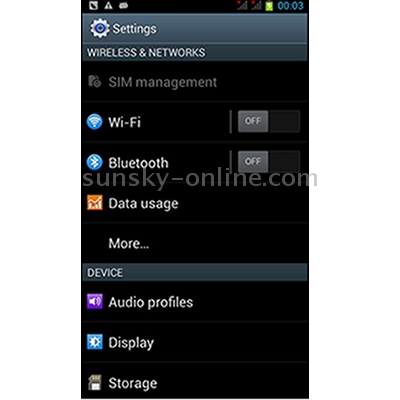 00:03
Settings
WIRELESS & NETWORKS
SIM management
Wi-Fi OFF
Bluetooth OFF
sunsky-online.com
Data usage
More...
DEVICE
Audio profiles
Display
Storage